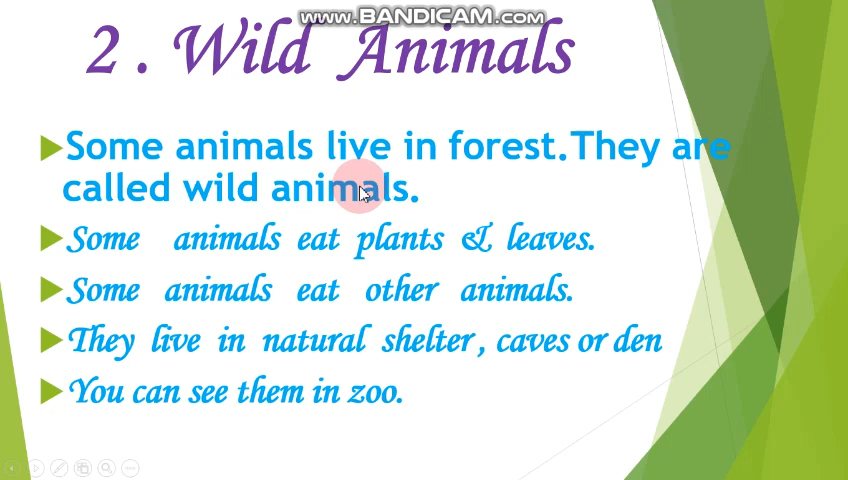 www.BANDICAM.com
2 . Wild Animals
Some animals live in forest.They are
called wild animals.
Some animals eat plants & leaves.
Some animals eat other animals.
They live in natural shelter , caves or den
You can see them in zoo.